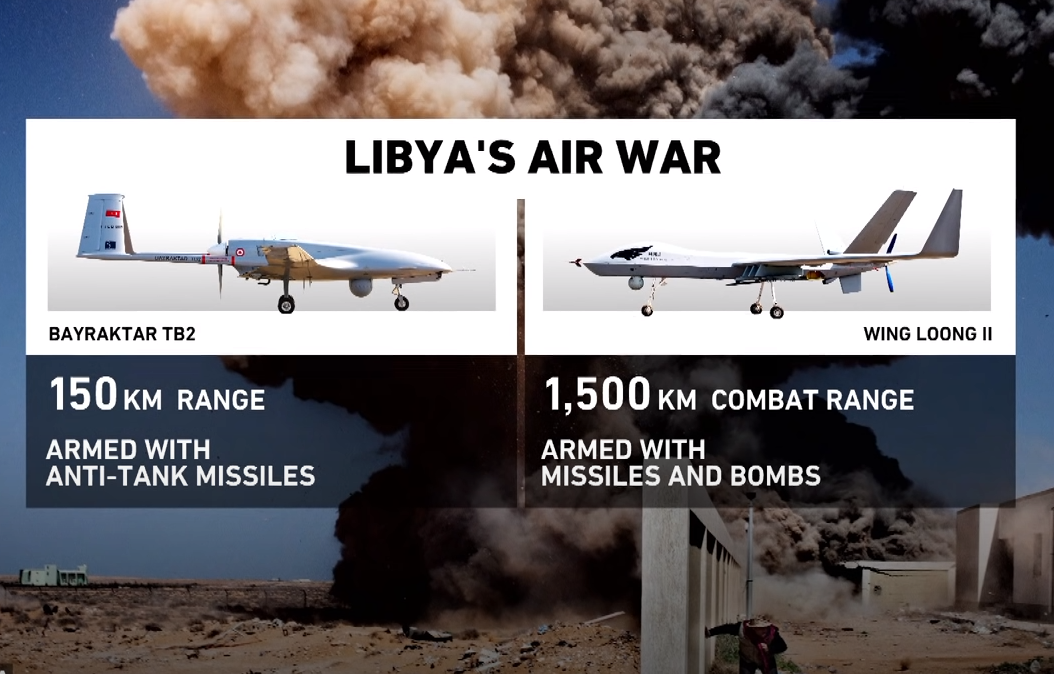 LIBYA'S AIR WAR
BAYRAKTAR TB2
WING LOONG II
150 KM RANGE
ARMED WITH
ANTI-TANK MISSILES
1,500 KM COMBAT RANGE
ARMED WITH
MISSILES AND BOMBS